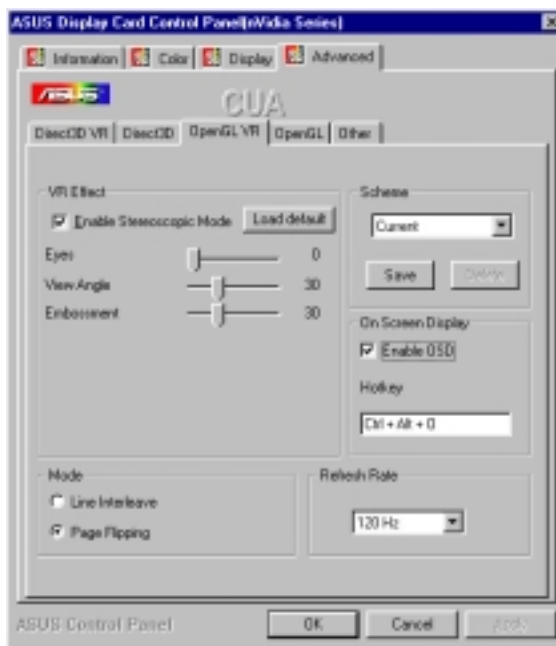 ASUS Display Card Control Panel(nVidia Series)
Information Color Display Advanced
ASUS CUA
Direct3D VR Direct3D OpenGL VR OpenGL Other
VR Effect
Enable Stereoscopic Mode Load default
Eyes 0
View Angle 30
Embossment 30
Scheme
Current
Save Delete
On Screen Display
Enable OSD
Hotkey
Ctrl + Alt + O
Mode
Line Interleave
Page Flipping
Refresh Rate
120 Hz
ASUS Control Panel OK Cancel Apply